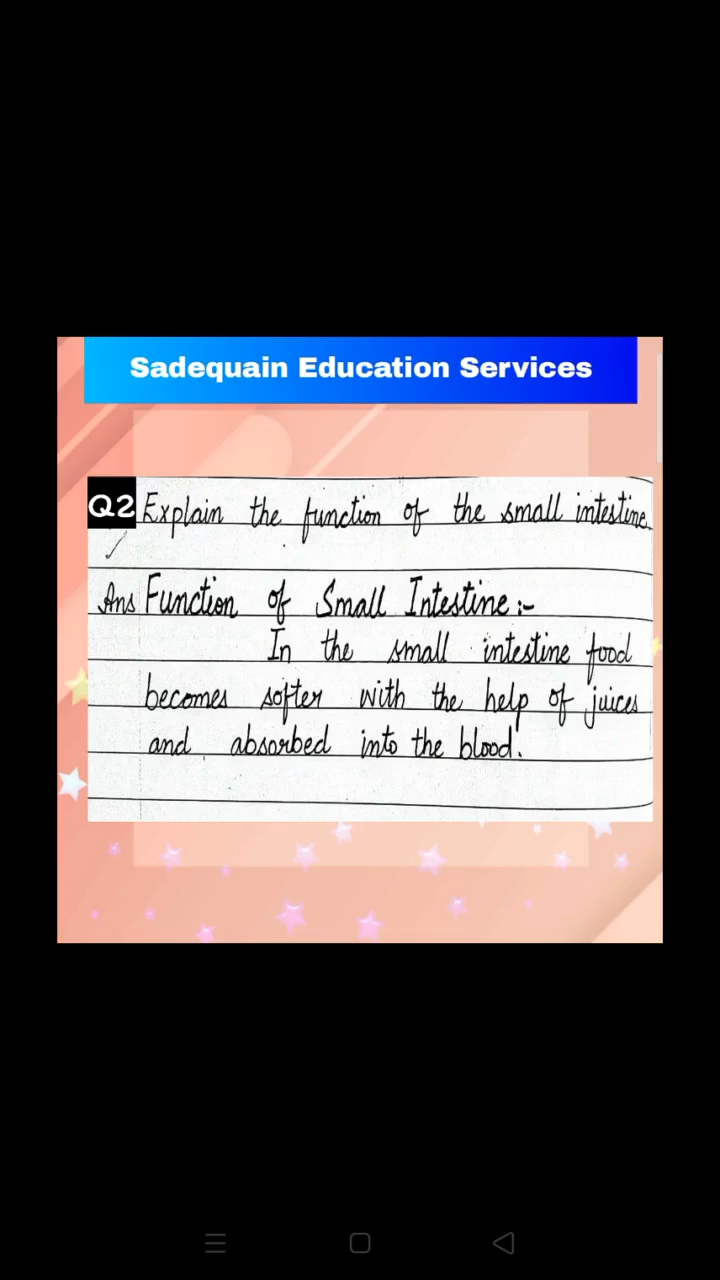 Sadequain Education Services
Q2 Explain the function of the small intestine.
Ans Function of Small Intestine :-
In the small intestine food
becomes softer with the help of juices
and absorbed into the blood.